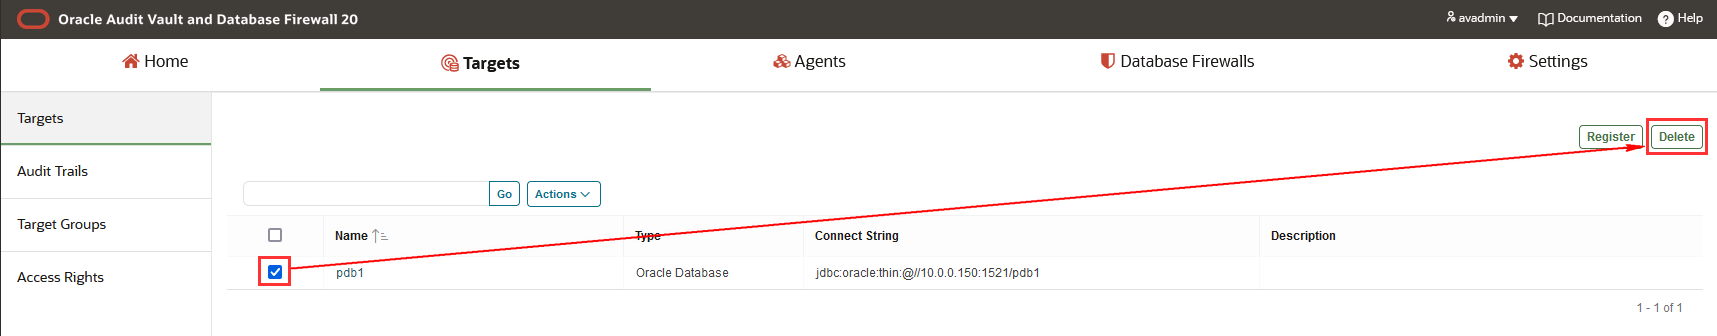 Oracle Audit Vault and Database Firewall 20
avadmin
Documentation
? Help
Home
Targets
Agents
Database Firewalls
Settings
Targets
Audit Trails
Target Groups
Access Rights
Register
Delete
Go
Actions
Name
Type
Connect String
Description
pdb1
Oracle Database
jdbc:oracle:thin:@//10.0.0.150:1521/pdb1
1 - 1 of 1